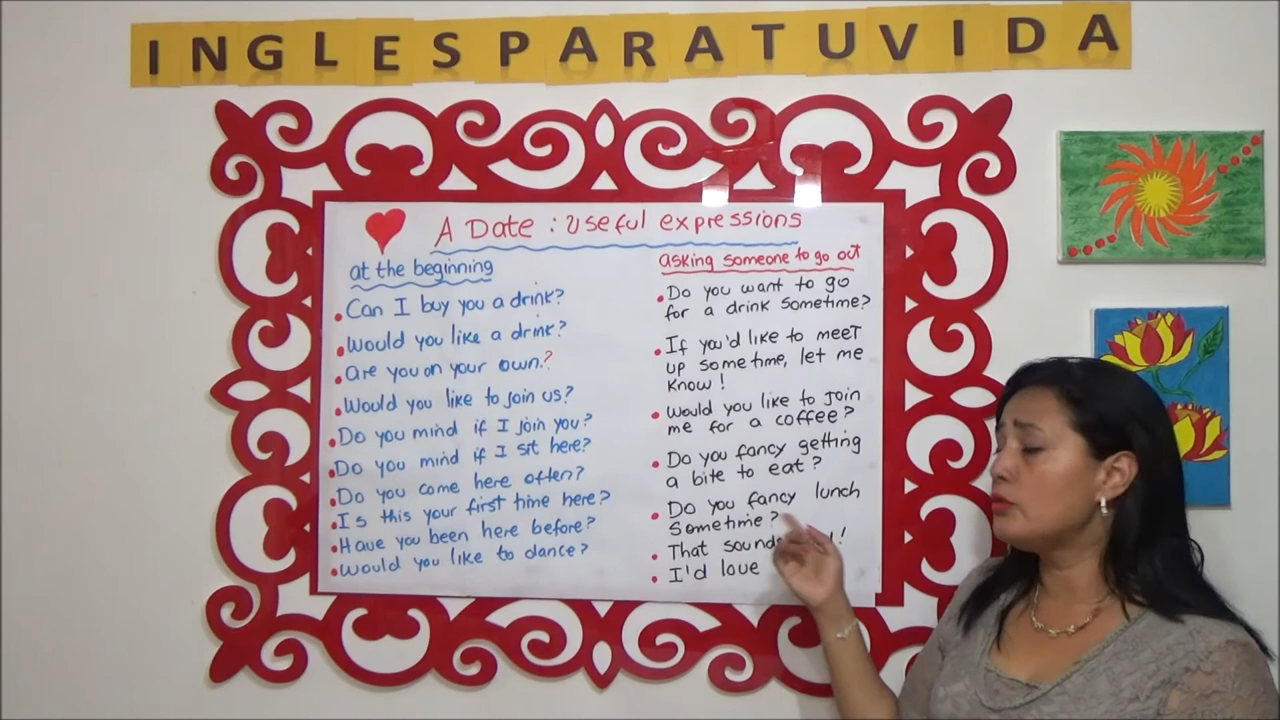 INGLESPARATUVIDA
A Date : Useful expressions
at the beginning
Can I buy you a drink?
Would you like a drink?
are you on your own.?
Would you like to join us?
Do you mind if I join you?
Do you mind if I sit here?
Do you come here often?
Is this your first time here?
Have you been here before?
Would you like to dance?
asking someone to go out
Do you want to go
for a drink sometime?
If you'd like to meet
up sometime, let me
know!
Would you like to join
me for a coffee?
Do you fancy getting
a bite to eat?
Do you fancy lunch
sometime?
That sounds
I'd love